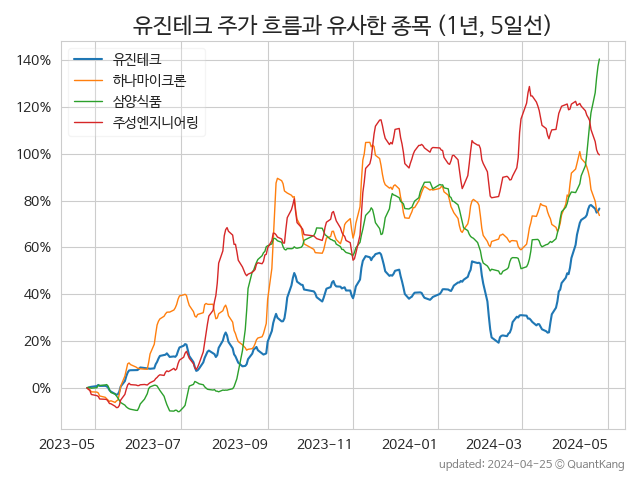 유진테크 주가 흐름과 유사한 종목 (1년, 5일선)
유진테크
하나마이크론
삼양식품
주성엔지니어링
140%
120%
100%
80%
60%
40%
20%
0%
2023-05 2023-07 2023-09 2023-11 2024-01 2024-03 2024-05
updated: 2024-04-25 © QuantKang